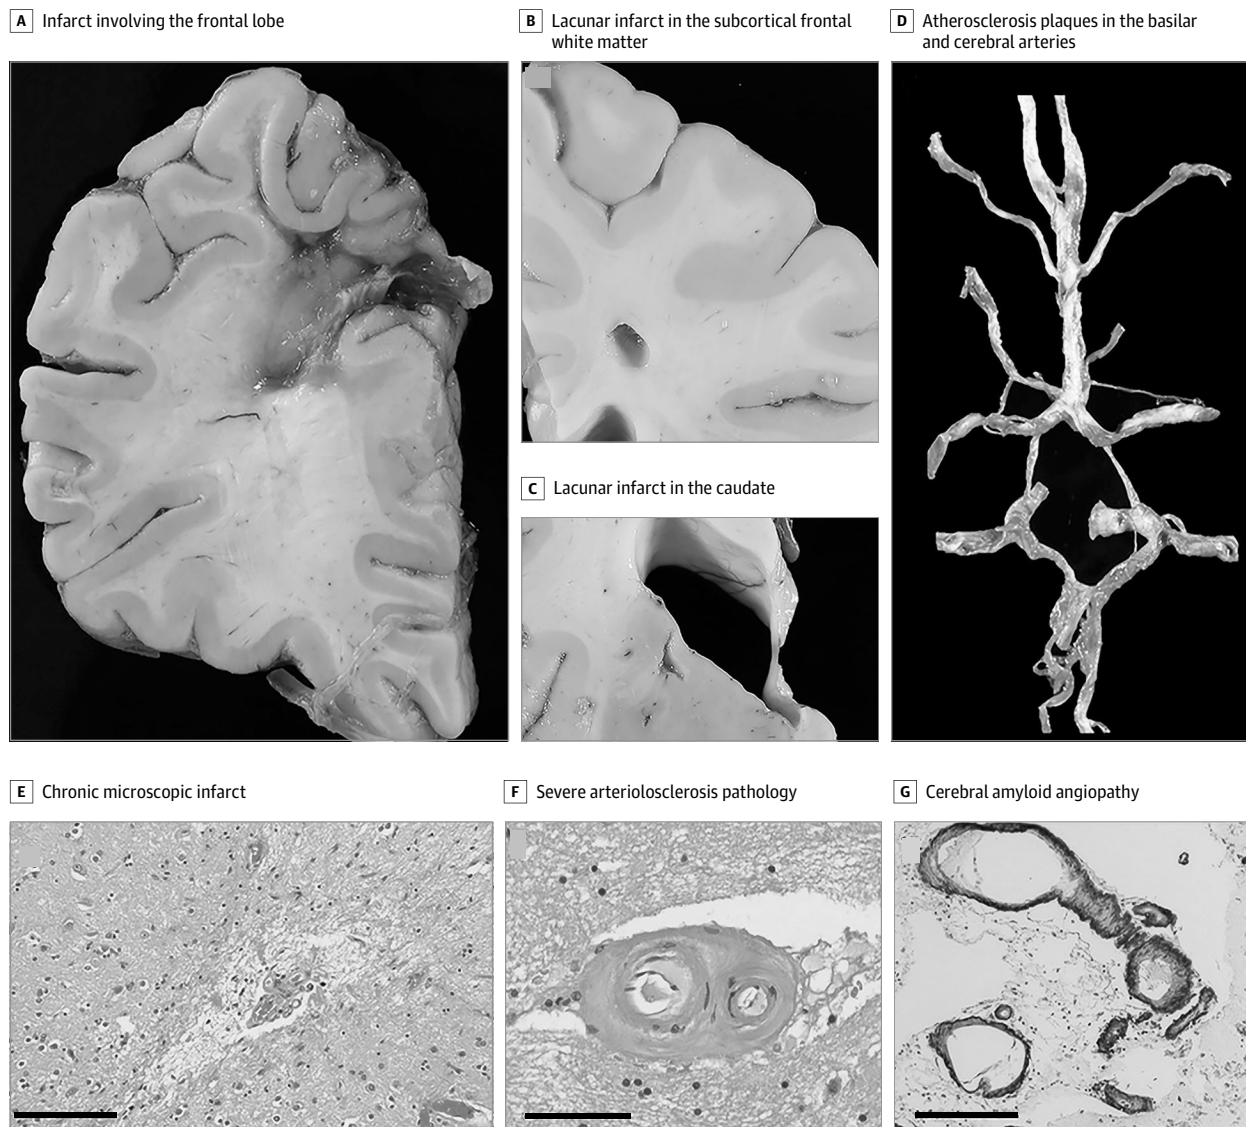 A Infarct involving the frontal lobe
B Lacunar infarct in the subcortical frontal
white matter
D Atherosclerosis plaques in the basilar
and cerebral arteries
C Lacunar infarct in the caudate
E Chronic microscopic infarct
F Severe arteriolosclerosis pathology
G Cerebral amyloid angiopathy